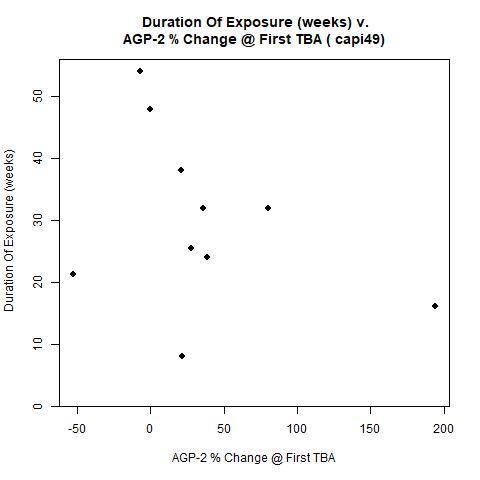 Duration Of Exposure (weeks) v.
AGP-2 % Change @ First TBA ( capi49)
Duration Of Exposure (weeks)
50
40
30
20
10
0
-50 0 50 100 150 200
AGP-2 % Change @ First TBA